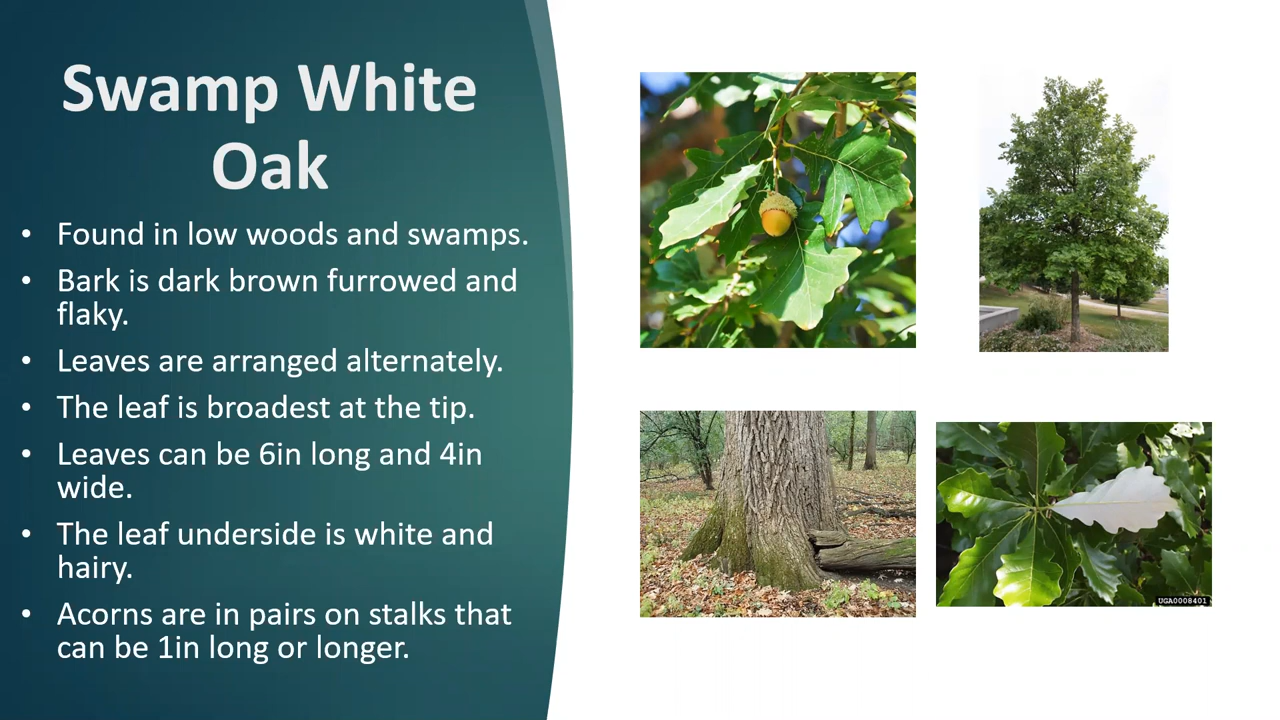 Swamp White
Oak
• Found in low woods and swamps.
• Bark is dark brown furrowed and
flaky.
• Leaves are arranged alternately.
• The leaf is broadest at the tip.
• Leaves can be 6in long and 4in
wide.
• The leaf underside is white and
hairy.
• Acorns are in pairs on stalks that
can be 1in long or longer.
UGA0008401